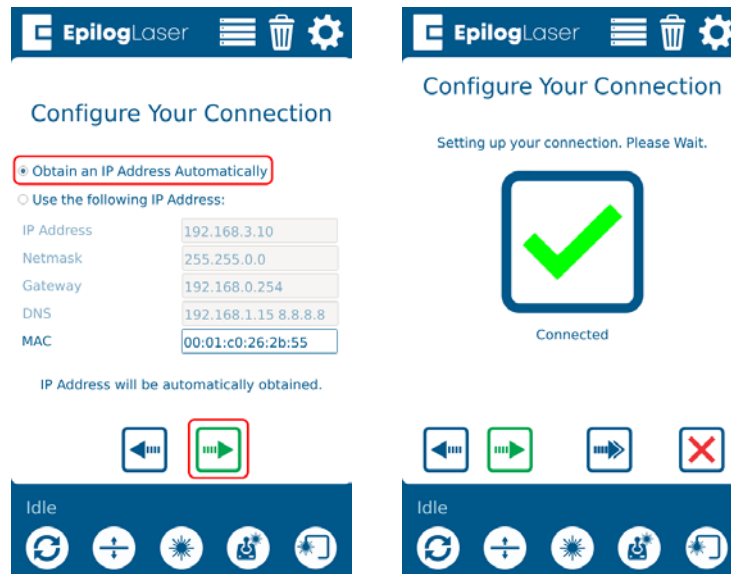 EpilogLaser
Configure Your Connection
Obtain an IP Address Automatically
Use the following IP Address:
IP Address 192.168.3.10
Netmask 255.255.0.0
Gateway 192.168.0.254
DNS 192.168.1.15 8.8.8.8
MAC 00:01:c0:26:2b:55
IP Address will be automatically obtained.
Idle
EpilogLaser
Configure Your Connection
Setting up your connection. Please Wait.
Connected
Idle